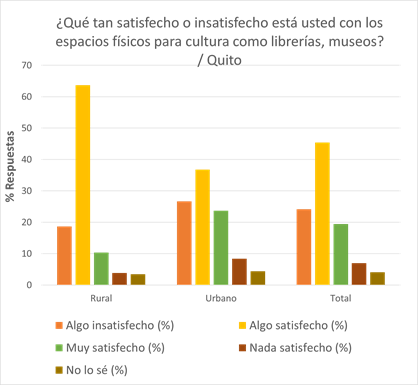 ¿Qué tan satisfecho o insatisfecho está usted con los
espacios físicos para cultura como librerías, museos?
/ Quito
% Respuestas
70
60
50
40
30
20
10
0
Rural
Urbano
Total
Algo insatisfecho (%)
Algo satisfecho (%)
Muy satisfecho (%)
Nada satisfecho (%)
No lo sé (%)